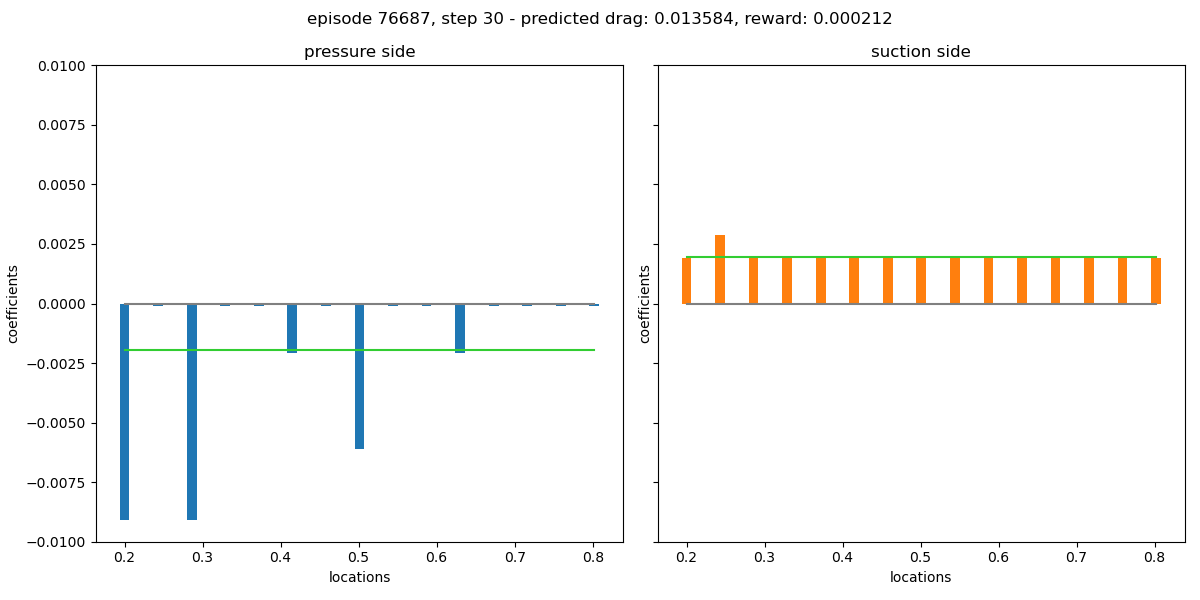 episode 76687, step 30 - predicted drag: 0.013584, reward: 0.000212
pressure side
0.0100
0.0075
0.0050
0.0025
0.0000
−0.0025
−0.0050
−0.0075
−0.0100
coefficients
0.2 0.3 0.4 0.5 0.6 0.7 0.8
locations
suction side
coefficients
0.2 0.3 0.4 0.5 0.6 0.7 0.8
locations